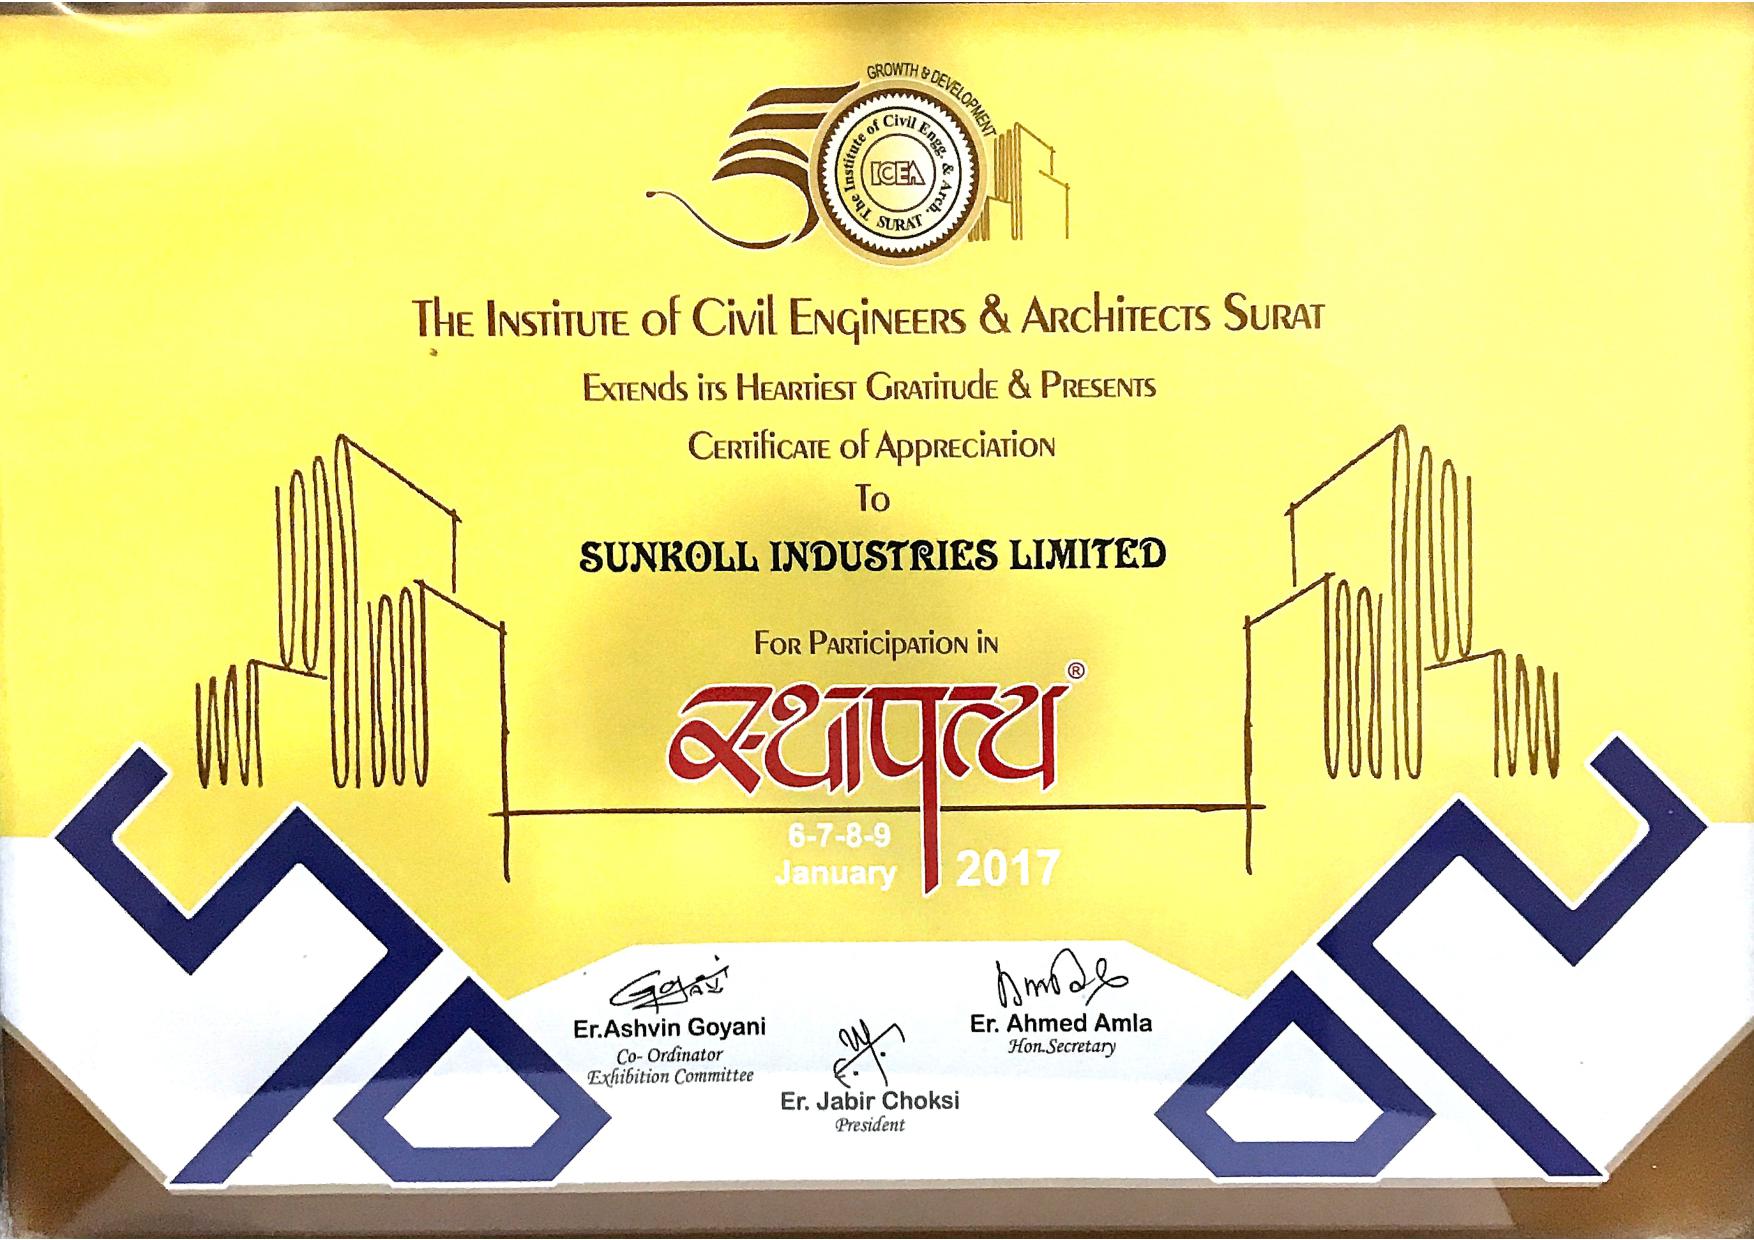 GROWTH & DEVELOPMENT
The Institute of Civil Engg. & Arch.
SURAT
ICEA
The Institute of Civil Engineers & Architects Surat
Extends its Heartiest Gratitude & Presents
Certificate of Appreciation
To
SUNKOLL INDUSTRIES LIMITED
For Participation in
स्थापत्य®
6-7-8-9
January 2017
Er.Ashvin Goyani
Co- Ordinator
Exhibition Committee
Er. Jabir Choksi
President
Er. Ahmed Amla
Hon.Secretary